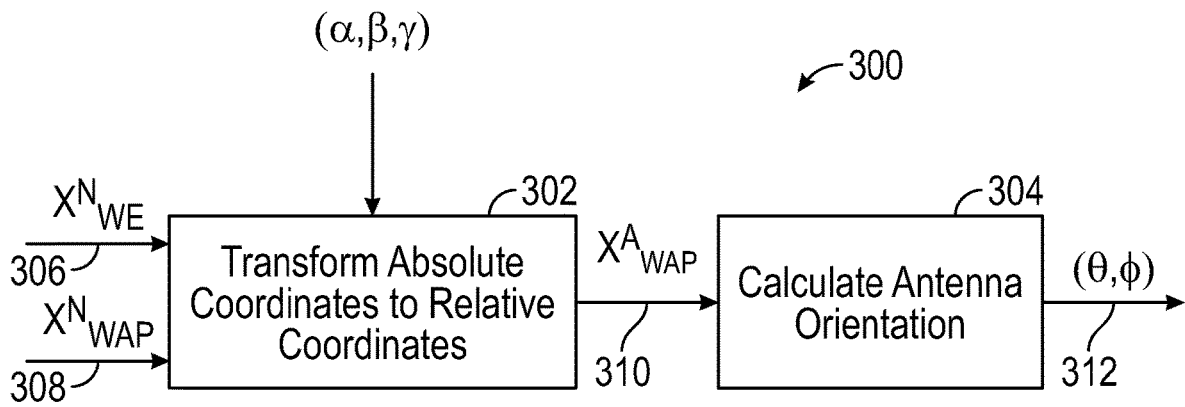 (α,β,γ)
300
302
304
X^N_WE
306
X^N_WAP
308
Transform Absolute
Coordinates to Relative
Coordinates
X^A_WAP
310
Calculate Antenna
Orientation
(θ,ϕ)
312